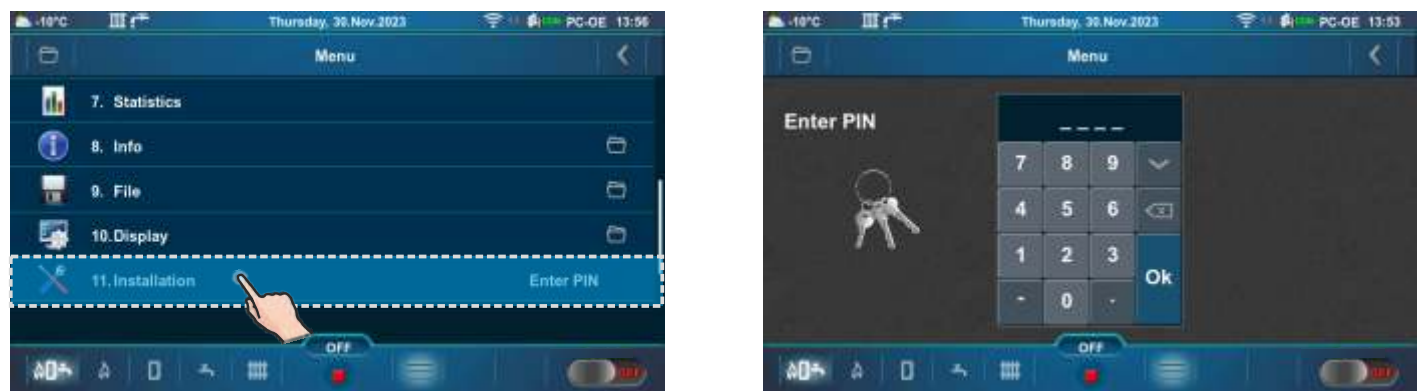 -10°C Thursday, 30.Nov.2023 PC-OE 13:56
Menu
7. Statistics
8. Info
9. File
10.Display
11.Installation Enter PIN
OFF
OFF
-10°C Thursday, 30.Nov.2023 PC-OE 13:53
Menu
Enter PIN
_ _ _ _
7 8 9
4 5 6
1 2 3
Ok
- 0 .
OFF
OFF